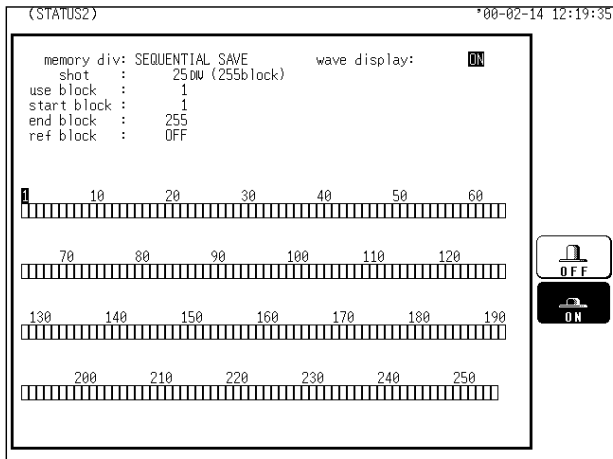 (STATUS2) '00-02-14 12:19:35
memory div: SEQUENTIAL SAVE wave display: ON
shot : 25DIV (255block)
use block : 1
start block : 1
end block : 255
ref block : OFF
1 10 20 30 40 50 60
70 80 90 100 110 120
OFF
ON
130 140 150 160 170 180 190
200 210 220 230 240 250